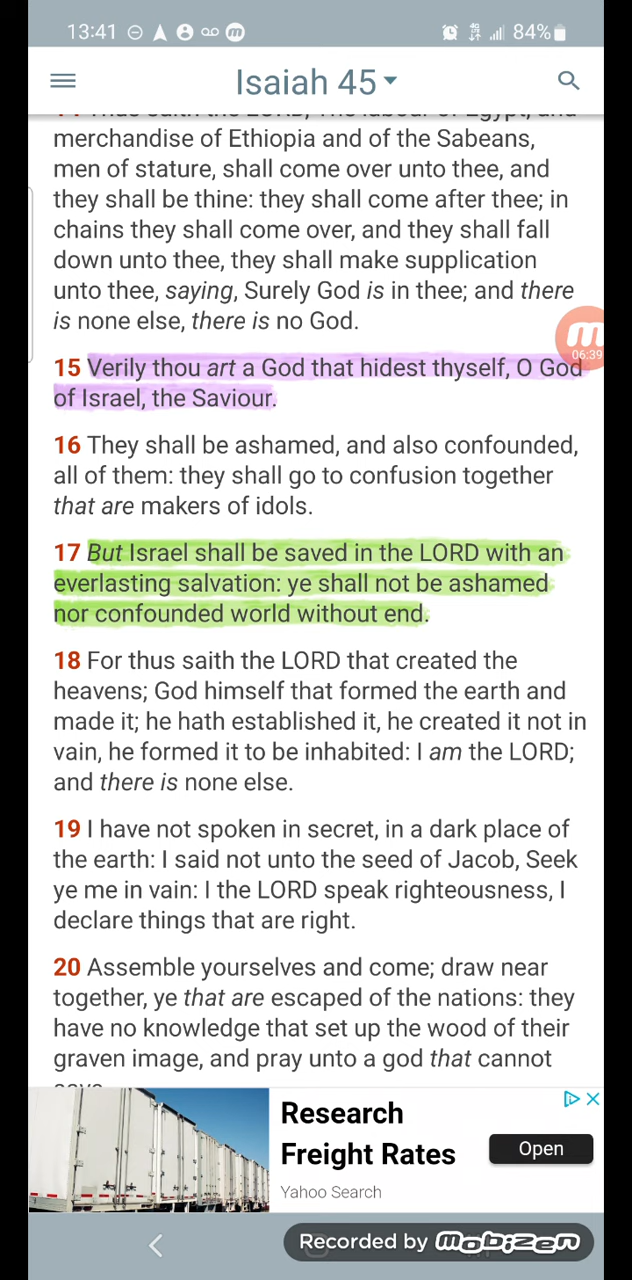 13:41
84%
Isaiah 45
14 Thus saith the LORD, The labour of Egypt, and
merchandise of Ethiopia and of the Sabeans,
men of stature, shall come over unto thee, and
they shall be thine: they shall come after thee; in
chains they shall come over, and they shall fall
down unto thee, they shall make supplication
unto thee, saying, Surely God is in thee; and there
is none else, there is no God.
06:39
15 Verily thou art a God that hidest thyself, O God
of Israel, the Saviour.
16 They shall be ashamed, and also confounded,
all of them: they shall go to confusion together
that are makers of idols.
17 But Israel shall be saved in the LORD with an
everlasting salvation: ye shall not be ashamed
nor confounded world without end.
18 For thus saith the LORD that created the
heavens; God himself that formed the earth and
made it; he hath established it, he created it not in
vain, he formed it to be inhabited: I am the LORD;
and there is none else.
19 I have not spoken in secret, in a dark place of
the earth: I said not unto the seed of Jacob, Seek
ye me in vain: I the LORD speak righteousness, I
declare things that are right.
20 Assemble yourselves and come; draw near
together, ye that are escaped of the nations: they
have no knowledge that set up the wood of their
graven image, and pray unto a god that cannot
Research
Freight Rates
Open
Yahoo Search
Recorded by mobizen